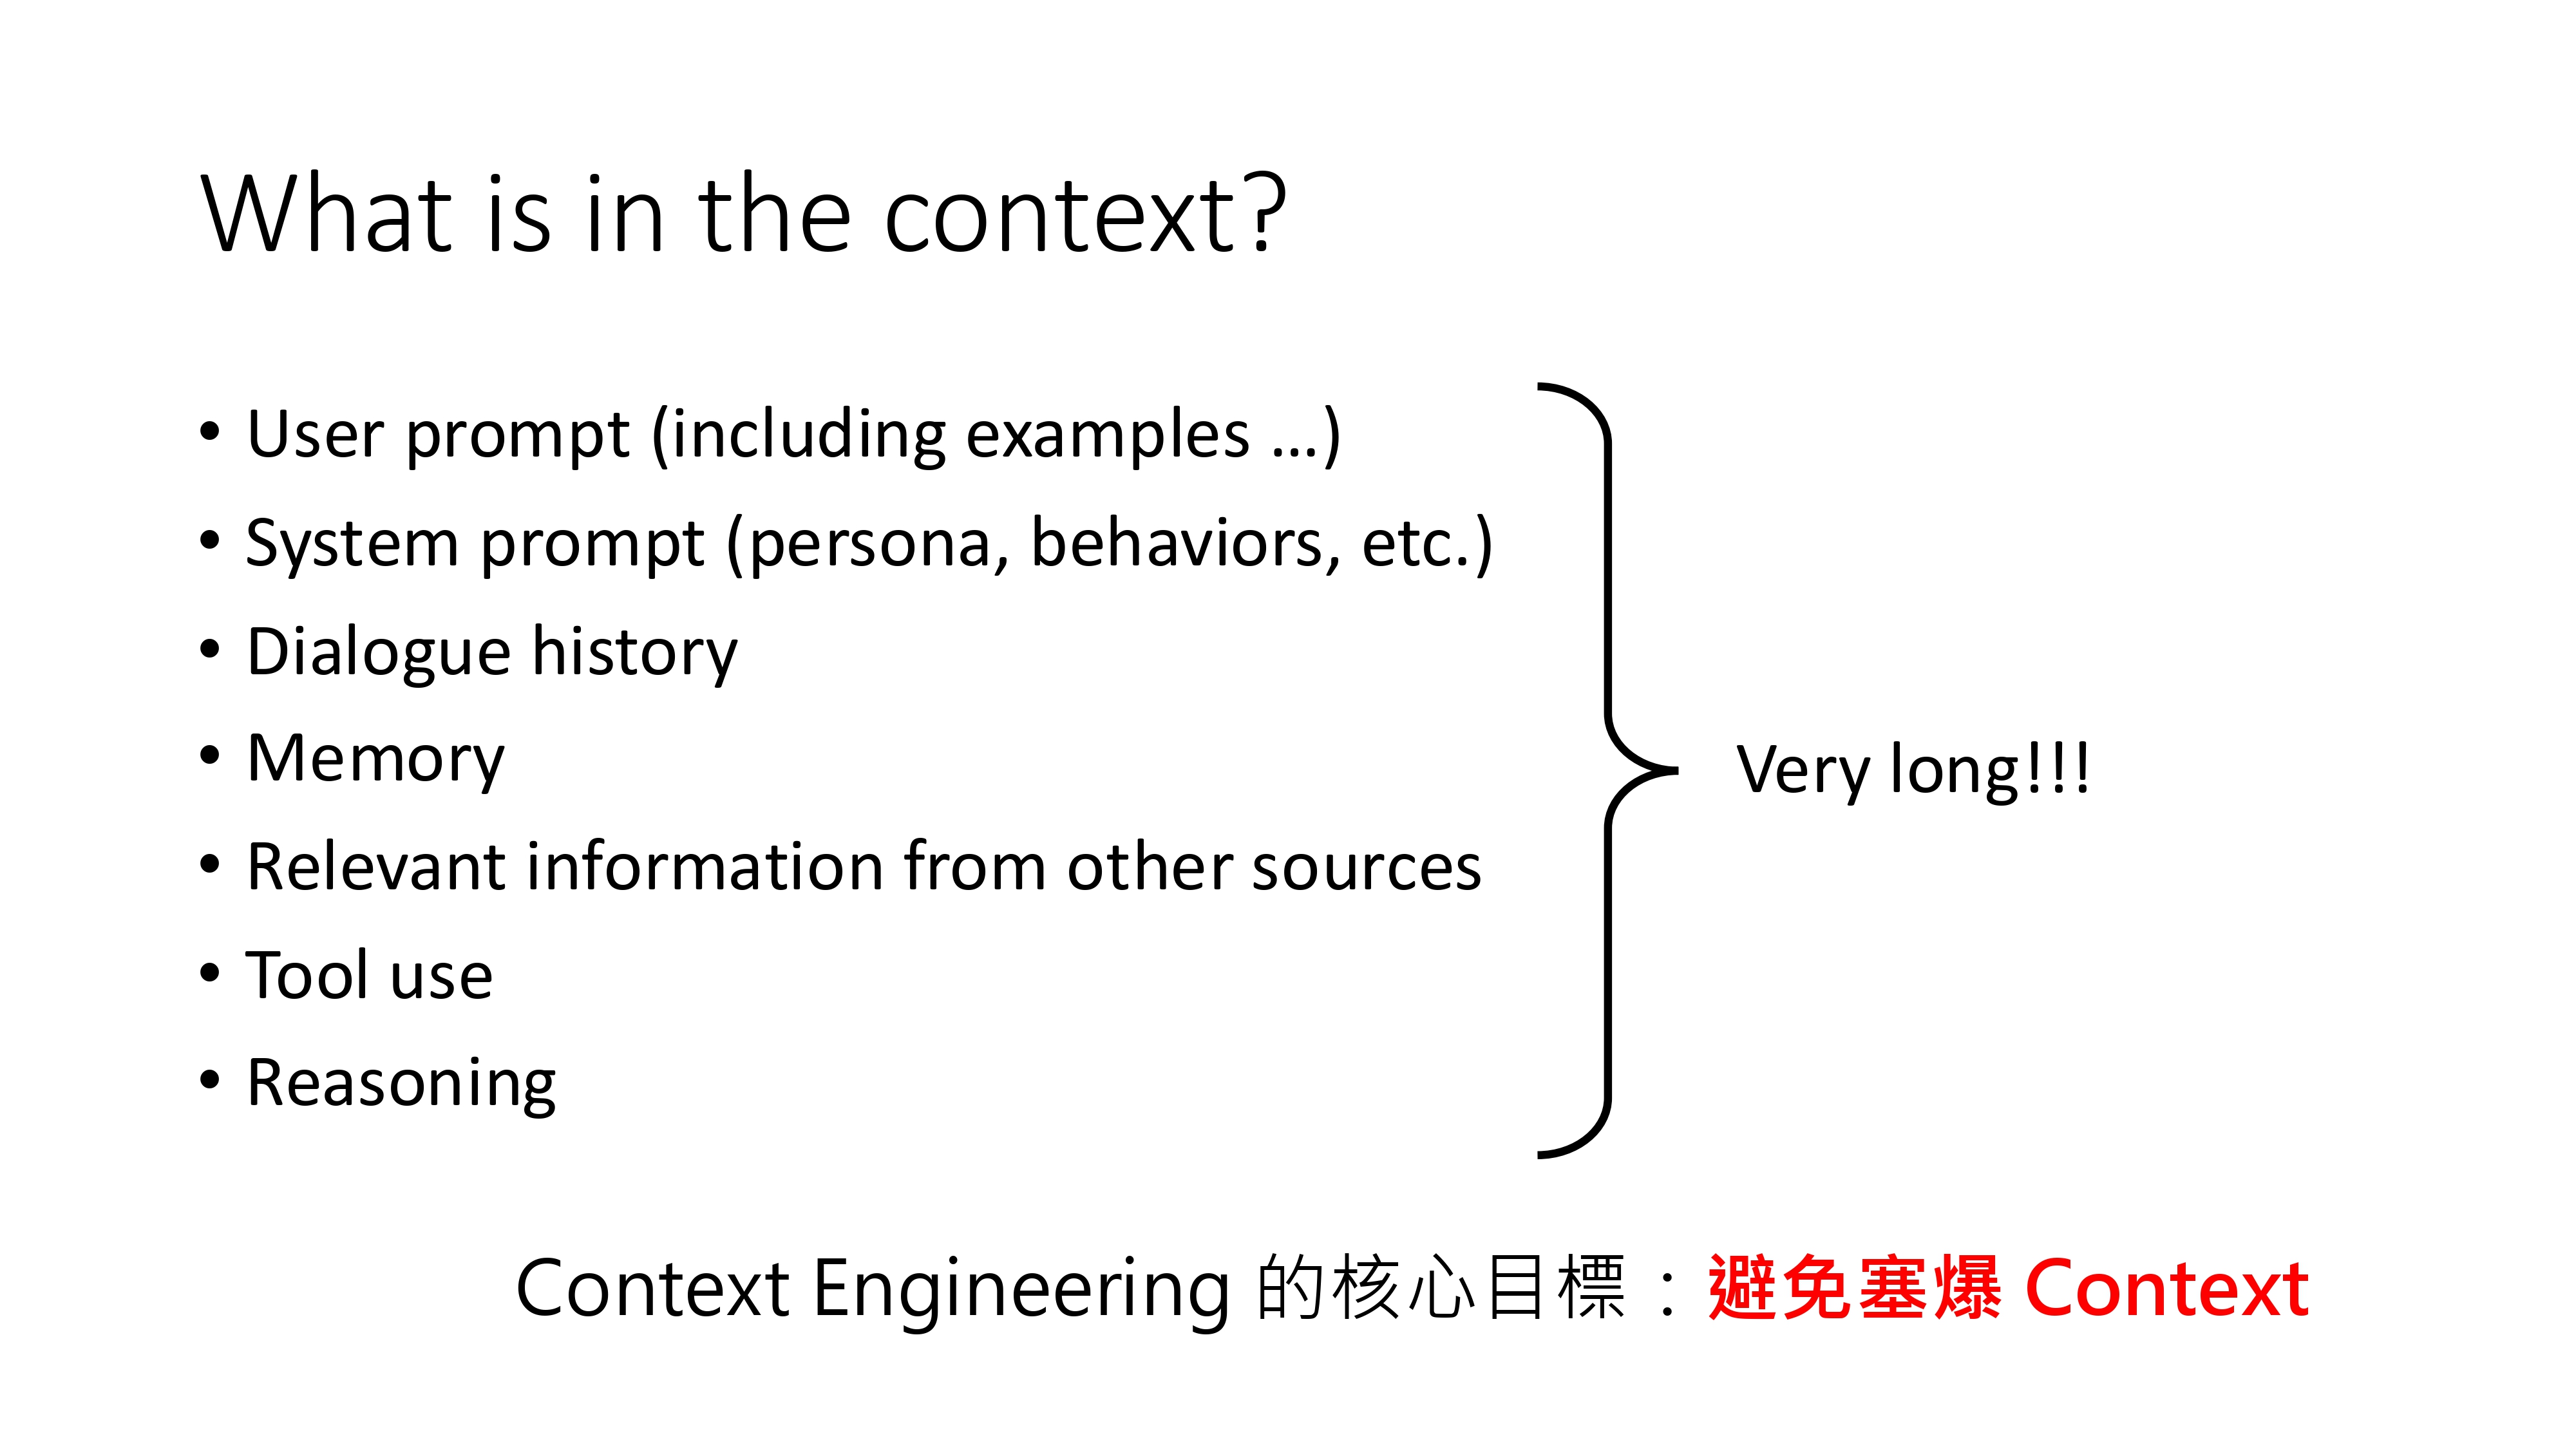 What is in the context?
• User prompt (including examples …)
• System prompt (persona, behaviors, etc.)
• Dialogue history
• Memory
• Relevant information from other sources
• Tool use
• Reasoning
Very long!!!
Context Engineering 的核心目標：避免塞爆 Context